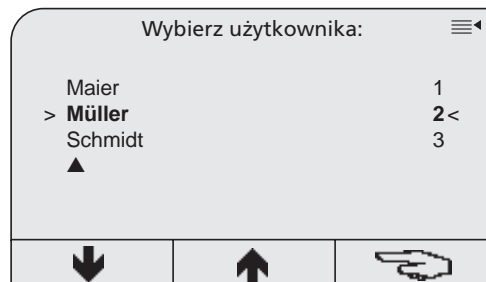 Wybierz użytkownika:
Maier 1
> Müller 2 <
Schmidt 3